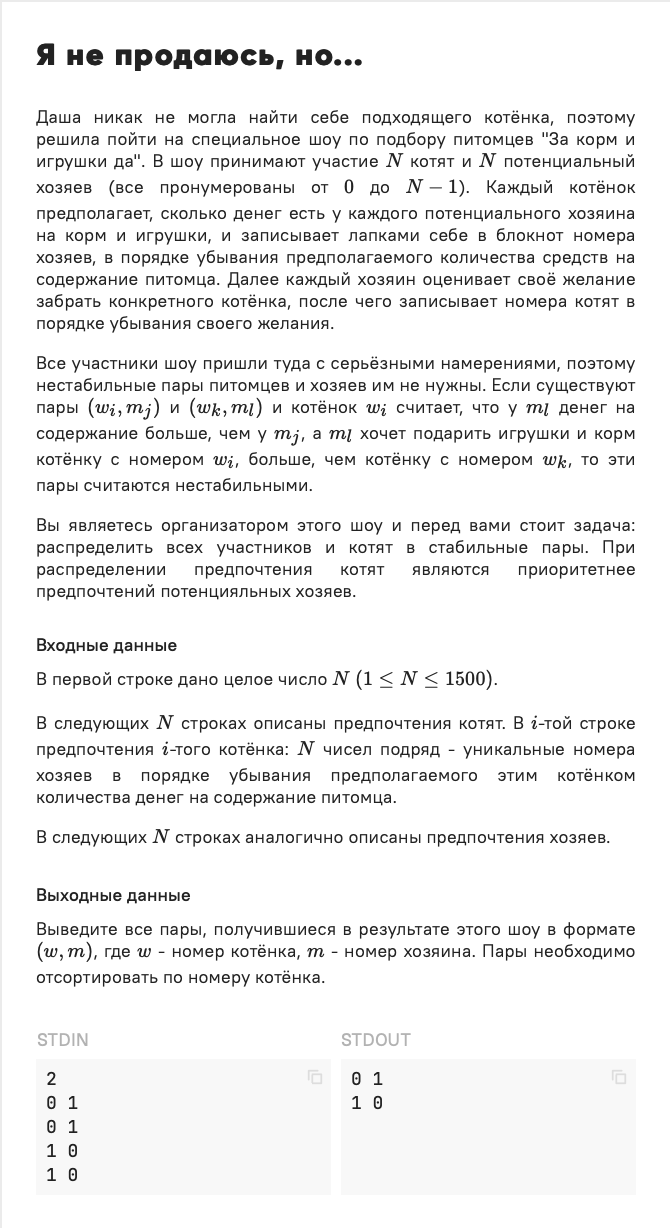 Я не продаюсь, но...
Даша никак не могла найти себе подходящего котёнка, поэтому
решила пойти на специальное шоу по подбору питомцев "За корм и
игрушки да". В шоу принимают участие N котят и N потенциальный
хозяев (все пронумерованы от 0 до N − 1). Каждый котёнок
предполагает, сколько денег есть у каждого потенциального хозяина
на корм и игрушки, и записывает лапками себе в блокнот номера
хозяев, в порядке убывания предполагаемого количества средств на
содержание питомца. Далее каждый хозяин оценивает своё желание
забрать конкретного котёнка, после чего записывает номера котят в
порядке убывания своего желания.
Все участники шоу пришли туда с серьёзными намерениями, поэтому
нестабильные пары питомцев и хозяев им не нужны. Если существуют
пары (w_i, m_j) и (w_k, m_l) и котёнок w_i считает, что у m_l денег на
содержание больше, чем у m_j, а m_l хочет подарить игрушки и корм
котёнку с номером w_i, больше, чем котёнку с номером w_k, то эти
пары считаются нестабильными.
Вы являетесь организатором этого шоу и перед вами стоит задача:
распределить всех участников и котят в стабильные пары. При
распределении предпочтения котят являются приоритетнее
предпочтений потенцияльных хозяев.
Входные данные
В первой строке дано целое число N (1 ≤ N ≤ 1500).
В следующих N строках описаны предпочтения котят. В i-той строке
предпочтения i-того котёнка: N чисел подряд - уникальные номера
хозяев в порядке убывания предполагаемого этим котёнком
количества денег на содержание питомца.
В следующих N строках аналогично описаны предпочтения хозяев.
Выходные данные
Выведите все пары, получившиеся в результате этого шоу в формате
(w, m), где w - номер котёнка, m - номер хозяина. Пары необходимо
отсортировать по номеру котёнка.
STDIN
2
0 1
0 1
1 0
1 0
STDOUT
0 1
1 0